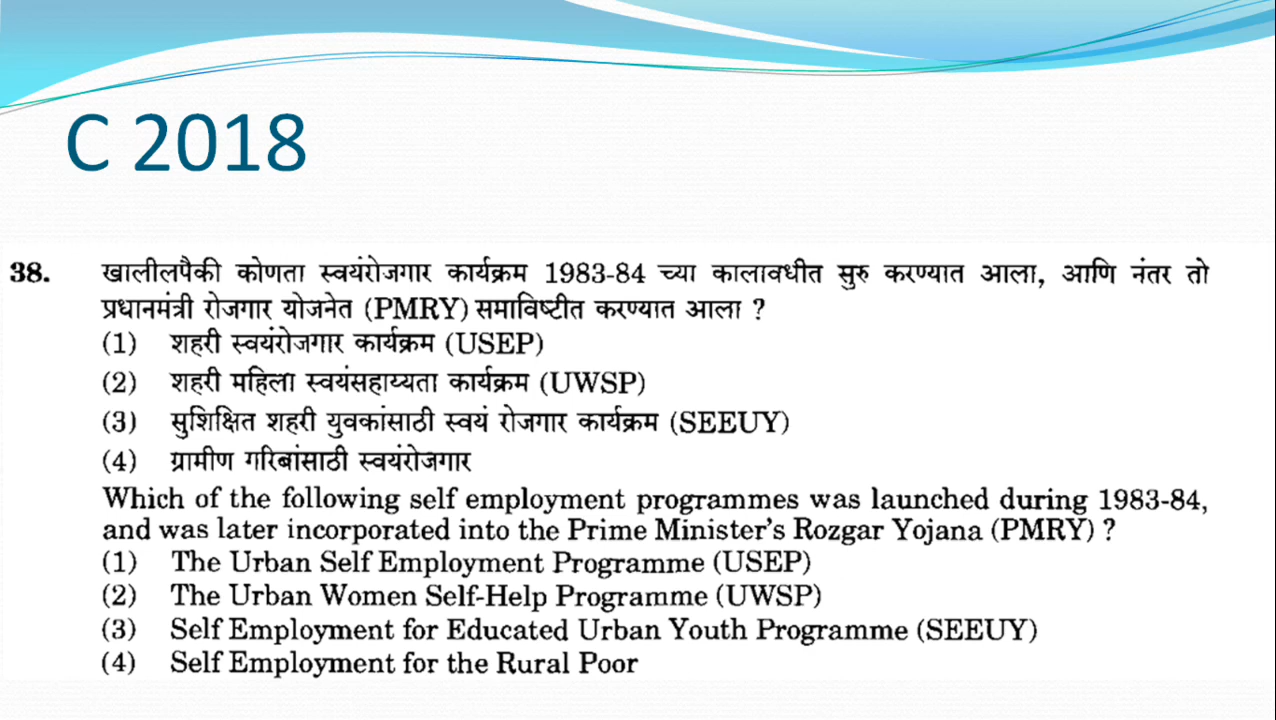 C 2018
38. खालीलपैकी कोणता स्वयंरोजगार कार्यक्रम 1983-84 च्या कालावधीत सुरु करण्यात आला, आणि नंतर तो
प्रधानमंत्री रोजगार योजनेत (PMRY) समाविष्टीत करण्यात आला ?
(1) शहरी स्वयंरोजगार कार्यक्रम (USEP)
(2) शहरी महिला स्वयंसहाय्यता कार्यक्रम (UWSP)
(3) सुशिक्षित शहरी युवकांसाठी स्वयं रोजगार कार्यक्रम (SEEUY)
(4) ग्रामीण गरिबांसाठी स्वयंरोजगार
Which of the following self employment programmes was launched during 1983-84,
and was later incorporated into the Prime Minister's Rozgar Yojana (PMRY) ?
(1) The Urban Self Employment Programme (USEP)
(2) The Urban Women Self-Help Programme (UWSP)
(3) Self Employment for Educated Urban Youth Programme (SEEUY)
(4) Self Employment for the Rural Poor